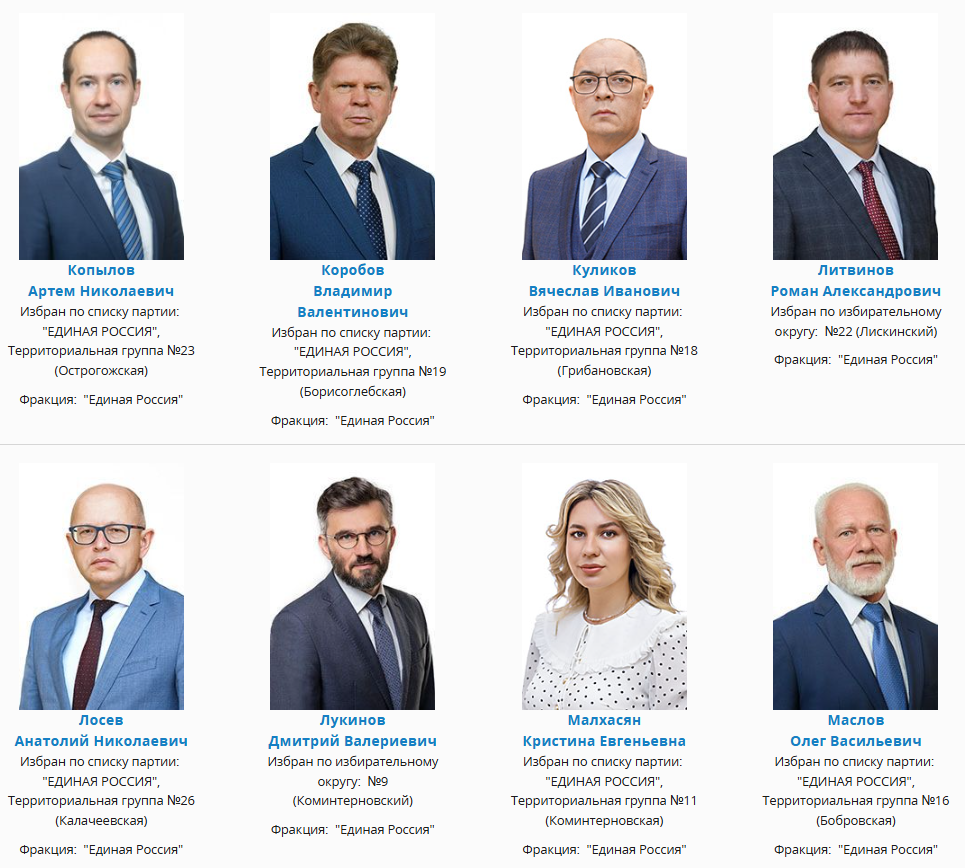 Копылов
Артем Николаевич
Избран по списку партии:
"ЕДИНАЯ РОССИЯ",
Территориальная группа №23
(Острогожская)
Фракция: "Единая Россия"
Коробов
Владимир
Валентинович
Избран по списку партии:
"ЕДИНАЯ РОССИЯ",
Территориальная группа №19
(Борисоглебская)
Фракция: "Единая Россия"
Куликов
Вячеслав Иванович
Избран по списку партии:
"ЕДИНАЯ РОССИЯ",
Территориальная группа №18
(Грибановская)
Фракция: "Единая Россия"
Литвинов
Роман Александрович
Избран по избирательному
округу: №22 (Лискинский)
Фракция: "Единая Россия"
Лосев
Анатолий Николаевич
Избран по списку партии:
"ЕДИНАЯ РОССИЯ",
Территориальная группа №26
(Калачеевская)
Фракция: "Единая Россия"
Лукинов
Дмитрий Валериевич
Избран по избирательному
округу: №9
(Коминтерновский)
Фракция: "Единая Россия"
Малхасян
Кристина Евгеньевна
Избран по списку партии:
"ЕДИНАЯ РОССИЯ",
Территориальная группа №11
(Коминтерновская)
Фракция: "Единая Россия"
Маслов
Олег Васильевич
Избран по списку партии:
"ЕДИНАЯ РОССИЯ",
Территориальная группа №16
(Бобровская)
Фракция: "Единая Россия"